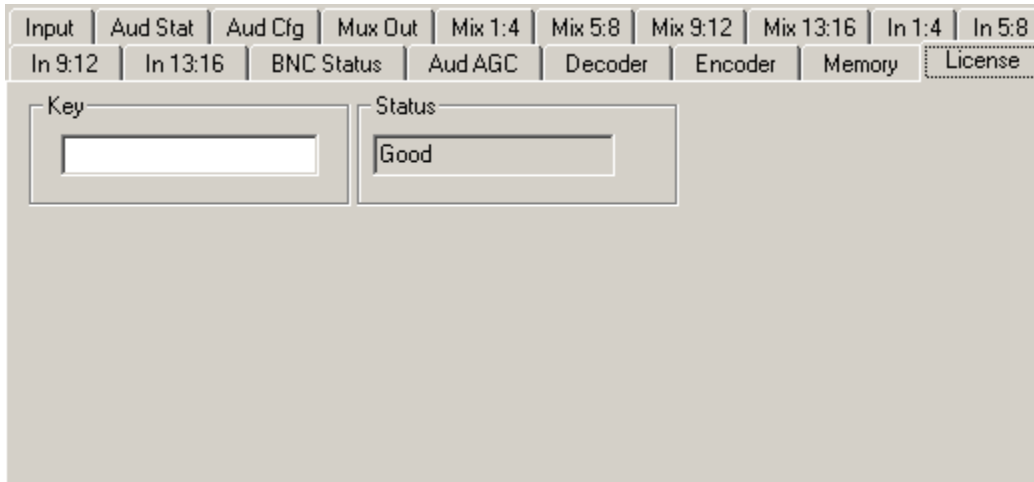 Input Aud Stat Aud Cfg Mux Out Mix 1:4 Mix 5:8 Mix 9:12 Mix 13:16 In 1:4 In 5:8
In 9:12 In 13:16 BNC Status Aud AGC Decoder Encoder Memory License
Key Status
Good